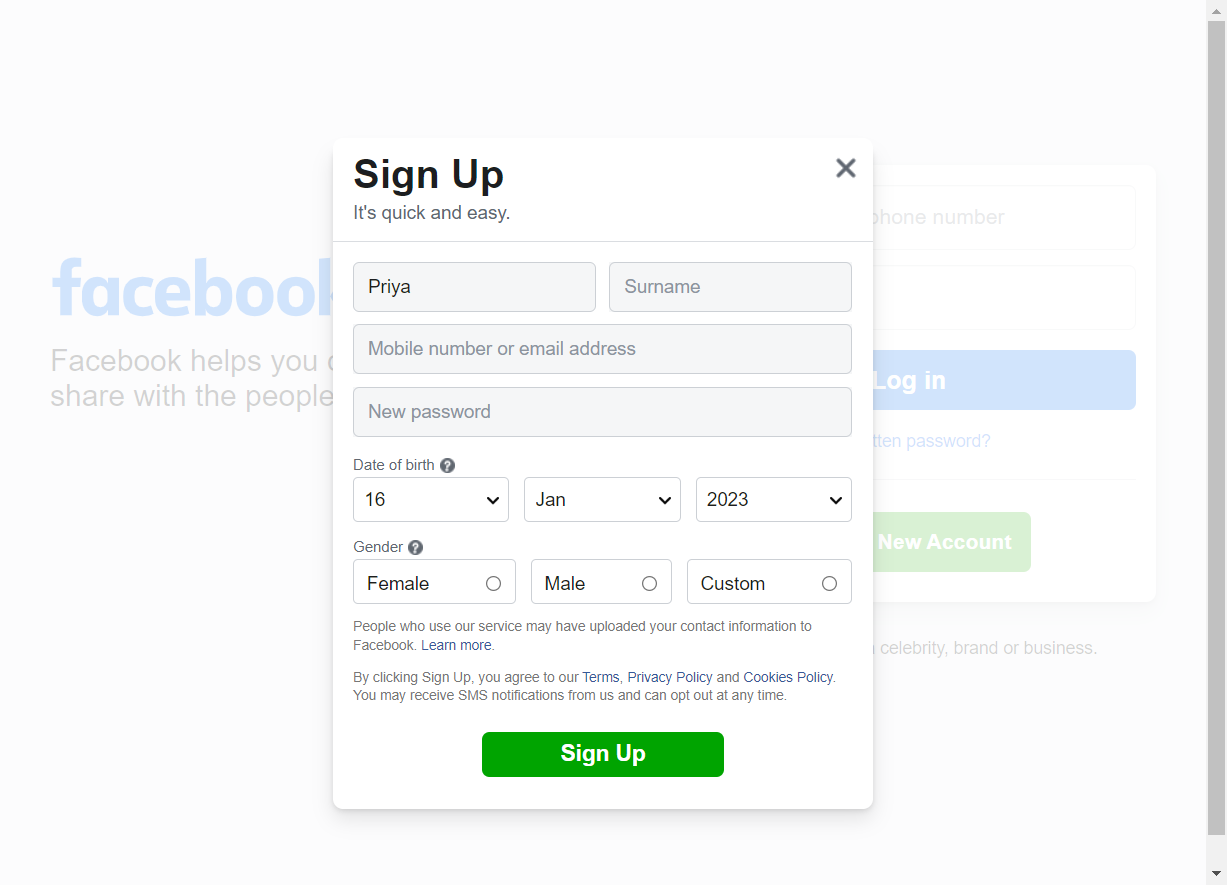 Sign Up
It's quick and easy.
Priya
Surname
Mobile number or email address
New password
Date of birth
16
Jan
2023
Gender
Female
Male
Custom
People who use our service may have uploaded your contact information to
Facebook. Learn more.
By clicking Sign Up, you agree to our Terms, Privacy Policy and Cookies Policy.
You may receive SMS notifications from us and can opt out at any time.
Sign Up
facebook
Facebook helps you
share with the people
phone number
Log in
password?
New Account
celebrity, brand or business.